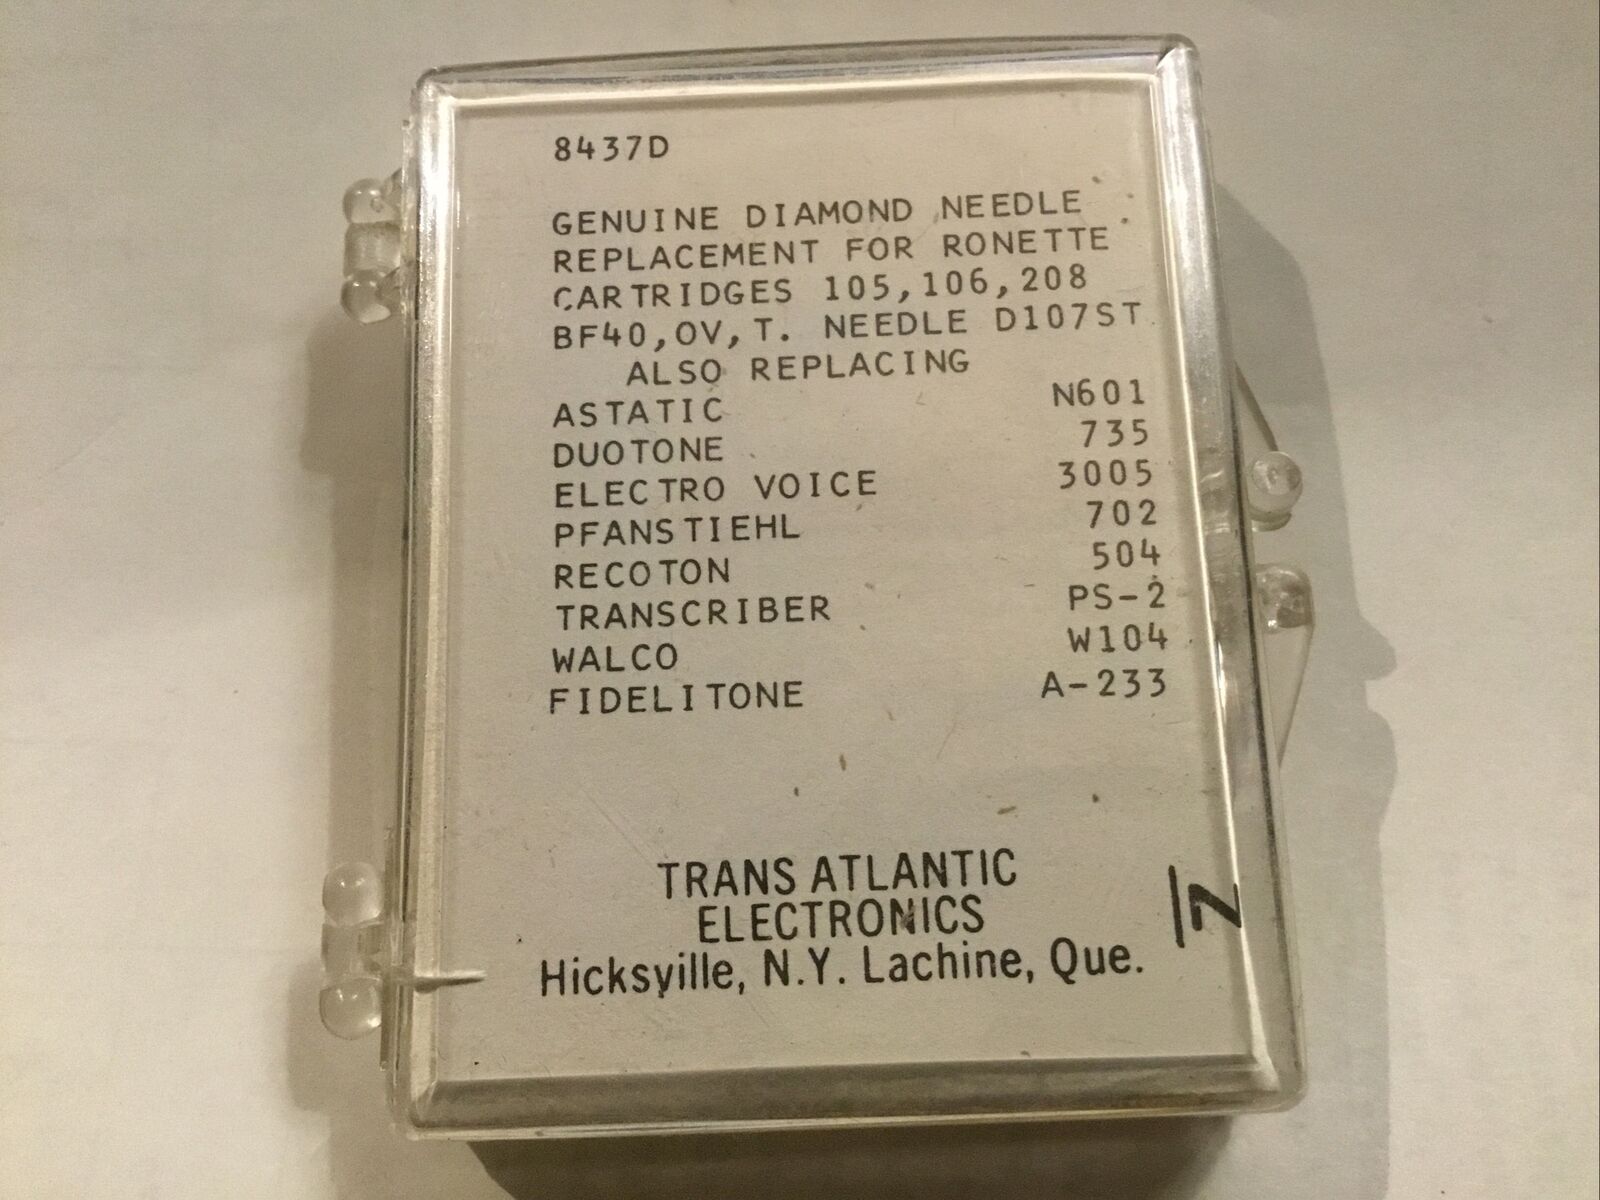 8437D
GENUINE DIAMOND NEEDLE
REPLACEMENT FOR RONETTE
CARTRIDGES 105,106,208
BF40,OV,T. NEEDLE D107ST
ALSO REPLACING
ASTATIC N601
DUOTONE 735
ELECTRO VOICE 3005
PFANSTIEHL 702
RECOTON 504
TRANSCRIBER PS-2
WALCO W104
FIDELITONE A-233
TRANS ATLANTIC
ELECTRONICS
Hicksville, N.Y. Lachine, Que.